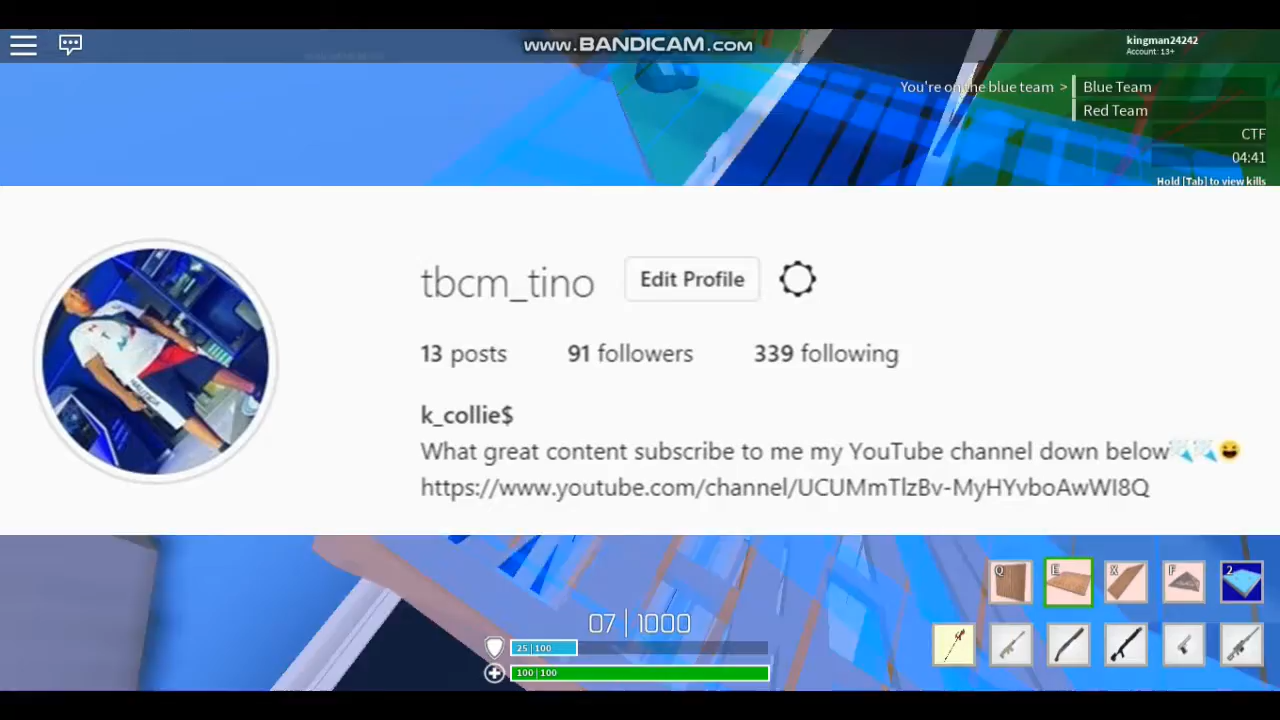 www.BANDICAM.com
kingman24242
Account: 13+
You're on the blue team >
Blue Team
Red Team
CTF
04:41
Hold [Tab] to view kills
tbcm_tino
Edit Profile
13 posts 91 followers 339 following
k_collie$
What great content subscribe to me my YouTube channel down below
https://www.youtube.com/channel/UCUMmTlzBv-MyHYvboAwWI8Q
Q E X F 2
07 | 1000
25 | 100
100 | 100